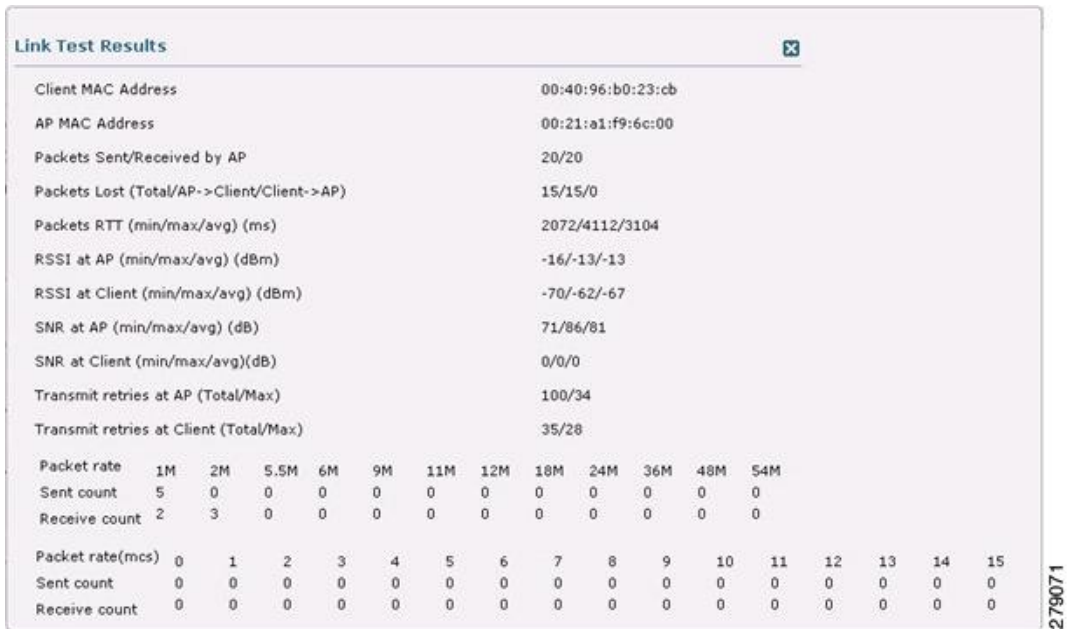 Link Test Results
Client MAC Address 00:40:96:b0:23:cb
AP MAC Address 00:21:a1:f9:6c:00
Packets Sent/Received by AP 20/20
Packets Lost (Total/AP->Client/Client->AP) 15/15/0
Packets RTT (min/max/avg) (ms) 2072/4112/3104
RSSI at AP (min/max/avg) (dBm) -16/-13/-13
RSSI at Client (min/max/avg) (dBm) -70/-62/-67
SNR at AP (min/max/avg) (dB) 71/86/81
SNR at Client (min/max/avg)(dB) 0/0/0
Transmit retries at AP (Total/Max) 100/34
Transmit retries at Client (Total/Max) 35/28
Packet rate 1M 2M 5.5M 6M 9M 11M 12M 18M 24M 36M 48M 54M
Sent count 5 0 0 0 0 0 0 0 0 0 0 0
Receive count 2 3 0 0 0 0 0 0 0 0 0 0
Packet rate(mcs) 0 1 2 3 4 5 6 7 8 9 10 11 12 13 14 15
Sent count 0 0 0 0 0 0 0 0 0 0 0 0 0 0 0 0
Receive count 0 0 0 0 0 0 0 0 0 0 0 0 0 0 0 0
279071